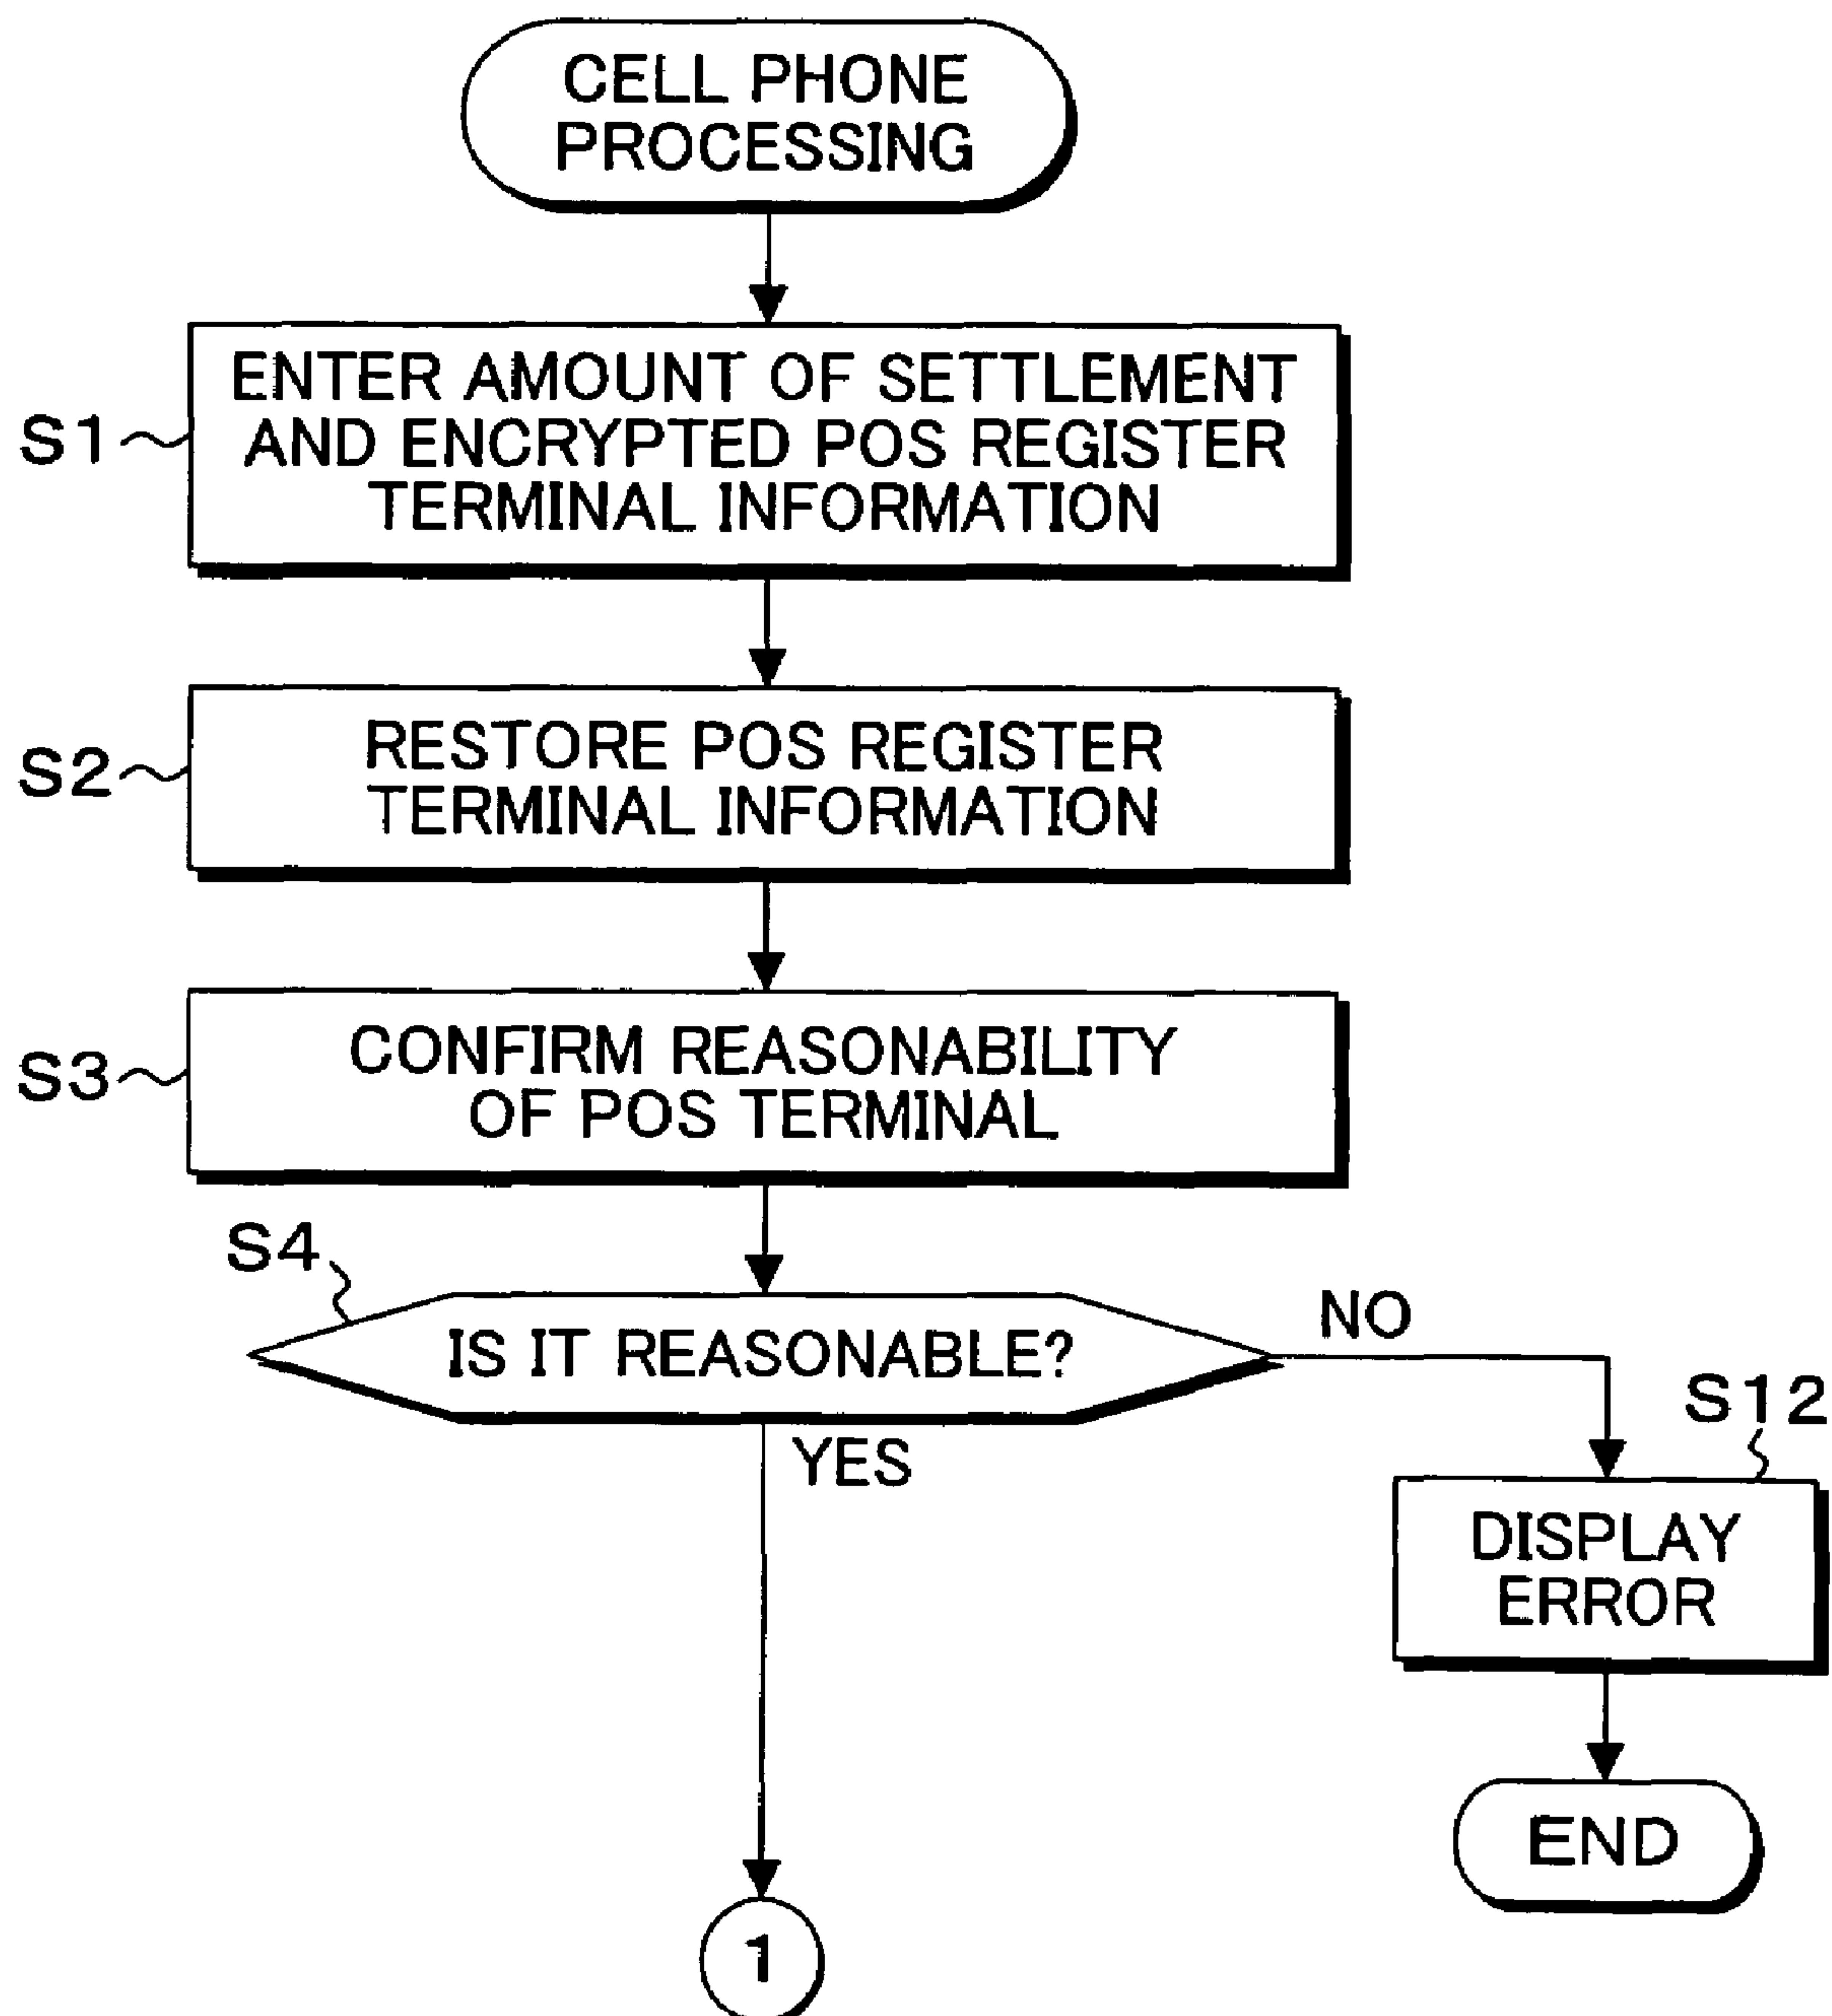 CELL PHONE
PROCESSING
S1
ENTER AMOUNT OF SETTLEMENT
AND ENCRYPTED POS REGISTER
TERMINAL INFORMATION
S2
RESTORE POS REGISTER
TERMINAL INFORMATION
S3
CONFIRM REASONABILITY
OF POS TERMINAL
S4
IS IT REASONABLE?
NO
YES
S12
DISPLAY
ERROR
END
1